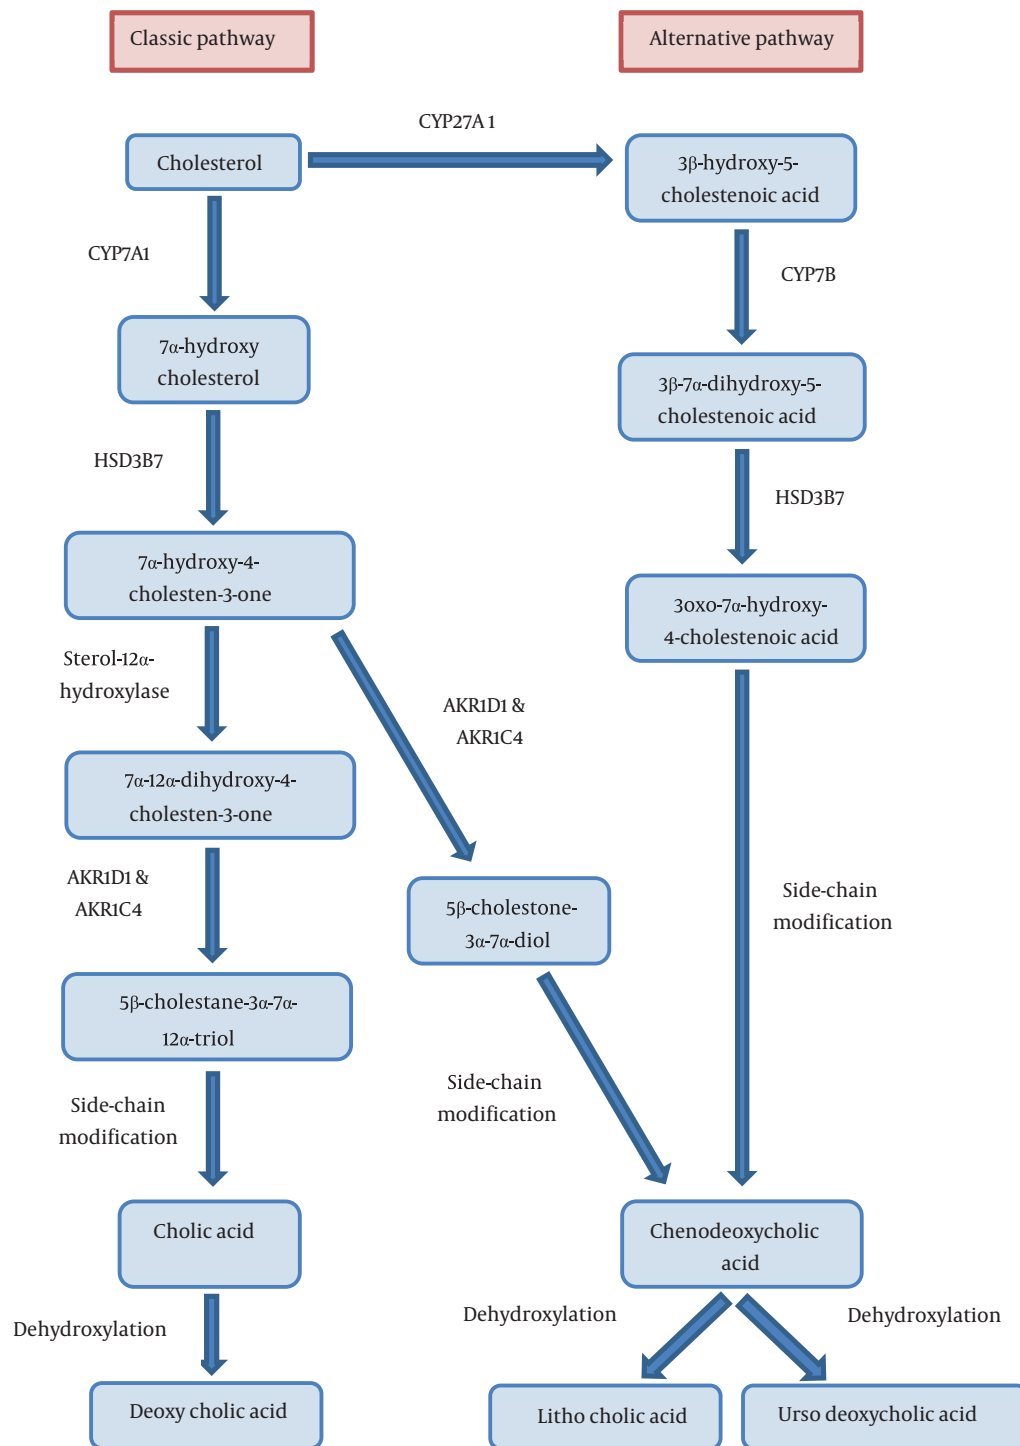 Classic pathway
Alternative pathway
CYP27A1
Cholesterol
3β-hydroxy-5-
cholestenoic acid
CYP7A1
CYP7B
7α-hydroxy
cholesterol
3β-7α-dihydroxy-5-
cholestenoic acid
HSD3B7
HSD3B7
7α-hydroxy-4-
cholesten-3-one
3oxo-7α-hydroxy-
4-cholestenoic acid
Sterol-12α-
hydroxylase
AKR1D1 &
AKR1C4
7α-12α-dihydroxy-4-
cholesten-3-one
AKR1D1 &
AKR1C4
5β-cholestone-
3α-7α-diol
Side-chain
modification
5β-cholestane-3α-7α-
12α-triol
Side-chain
modification
Side-chain
modification
Cholic acid
Chenodeoxycholic
acid
Dehydroxylation
Dehydroxylation
Dehydroxylation
Deoxy cholic acid
Litho cholic acid
Urso deoxycholic acid